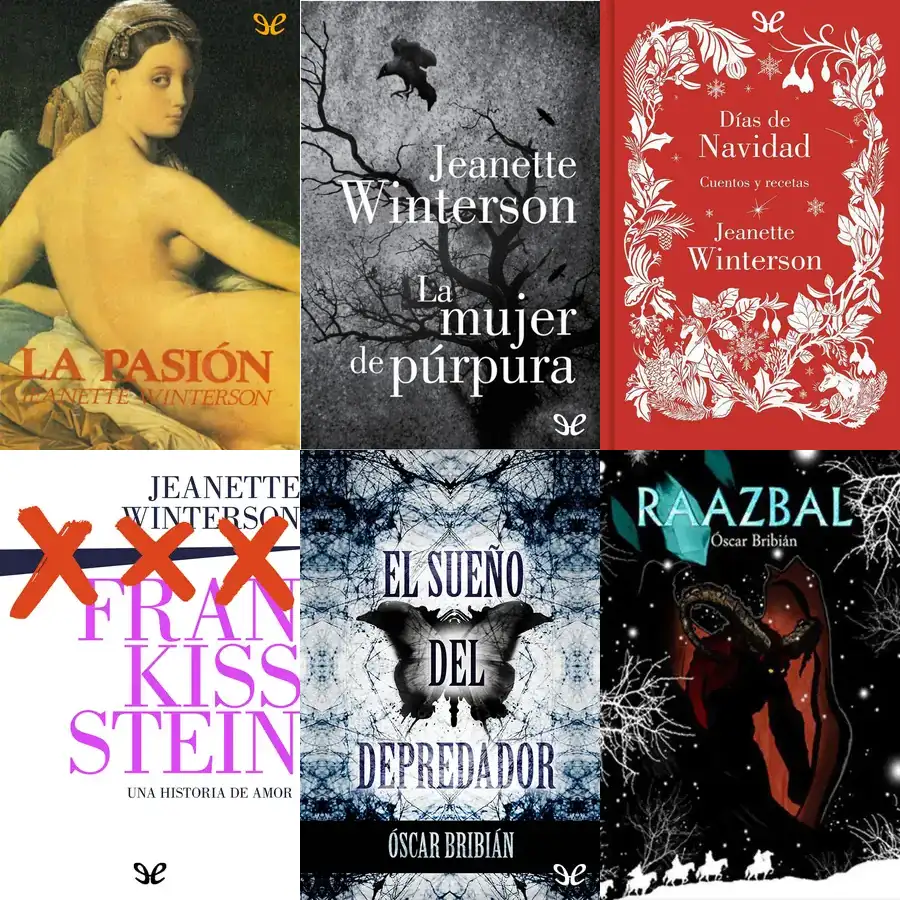 LA PASIÓN
JEANETTE WINTERSON
Jeanette
Winterson
La
mujer
de púrpura
Días de
Navidad
Cuentos y recetas
Jeanette
Winterson
JEANETTE
WINTERSON
XXX
FRAN
KISS
STEIN
UNA HISTORIA DE AMOR
EL SUEÑO
DEL
DEPREDADOR
ÓSCAR BRIBIÁN
RAAZBAL
Óscar Bribián